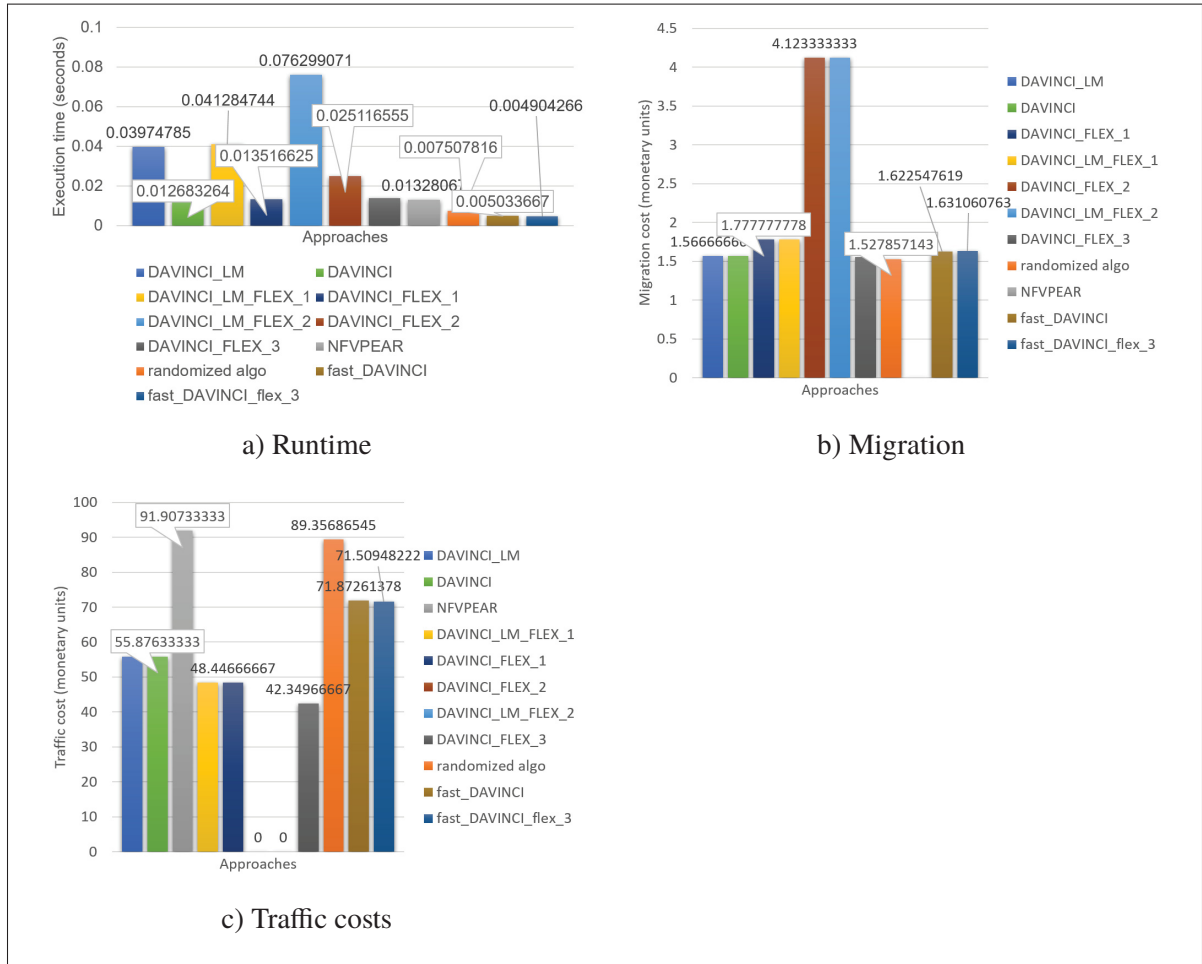 0.1
0.08
0.06
0.04
0.02
0
Execution time (seconds)
0.03974785
0.012683264
0.041284744
0.013516625
0.076299071
0.025116555
0.01328067
0.007507816
0.005033667
0.004904266
Approaches
DAVINCI_LM
DAVINCI
DAVINCI_LM_FLEX_1
DAVINCI_FLEX_1
DAVINCI_LM_FLEX_2
DAVINCI_FLEX_2
DAVINCI_FLEX_3
NFVPEAR
randomized algo
fast_DAVINCI
fast_DAVINCI_flex_3
a) Runtime
4.5
4
3.5
3
2.5
2
1.5
1
0.5
0
Migration cost (monetary units)
1.777777778
4.123333333
1.527857143
1.622547619
1.631060763
Approaches
DAVINCI_LM
DAVINCI
DAVINCI_FLEX_1
DAVINCI_LM_FLEX_1
DAVINCI_FLEX_2
DAVINCI_LM_FLEX_2
DAVINCI_FLEX_3
randomized algo
NFVPEAR
fast_DAVINCI
fast_DAVINCI_flex_3
b) Migration
100
90
80
70
60
50
40
30
20
10
0
Traffic cost (monetary units)
55.87633333
91.90733333
48.44666667
0
0
42.34966667
89.35686545
71.87261378
71.50948222
Approaches
DAVINCI_LM
DAVINCI
NFVPEAR
DAVINCI_LM_FLEX_1
DAVINCI_FLEX_1
DAVINCI_FLEX_2
DAVINCI_LM_FLEX_2
DAVINCI_FLEX_3
randomized algo
fast_DAVINCI
fast_DAVINCI_flex_3
c) Traffic costs